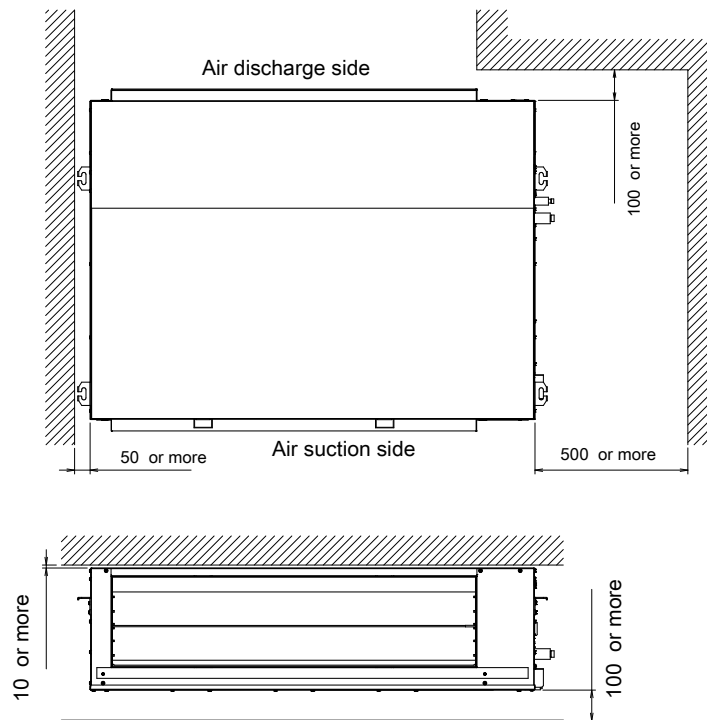 Air discharge side
100 or more
Air suction side
50 or more
500 or more
10 or more
100 or more